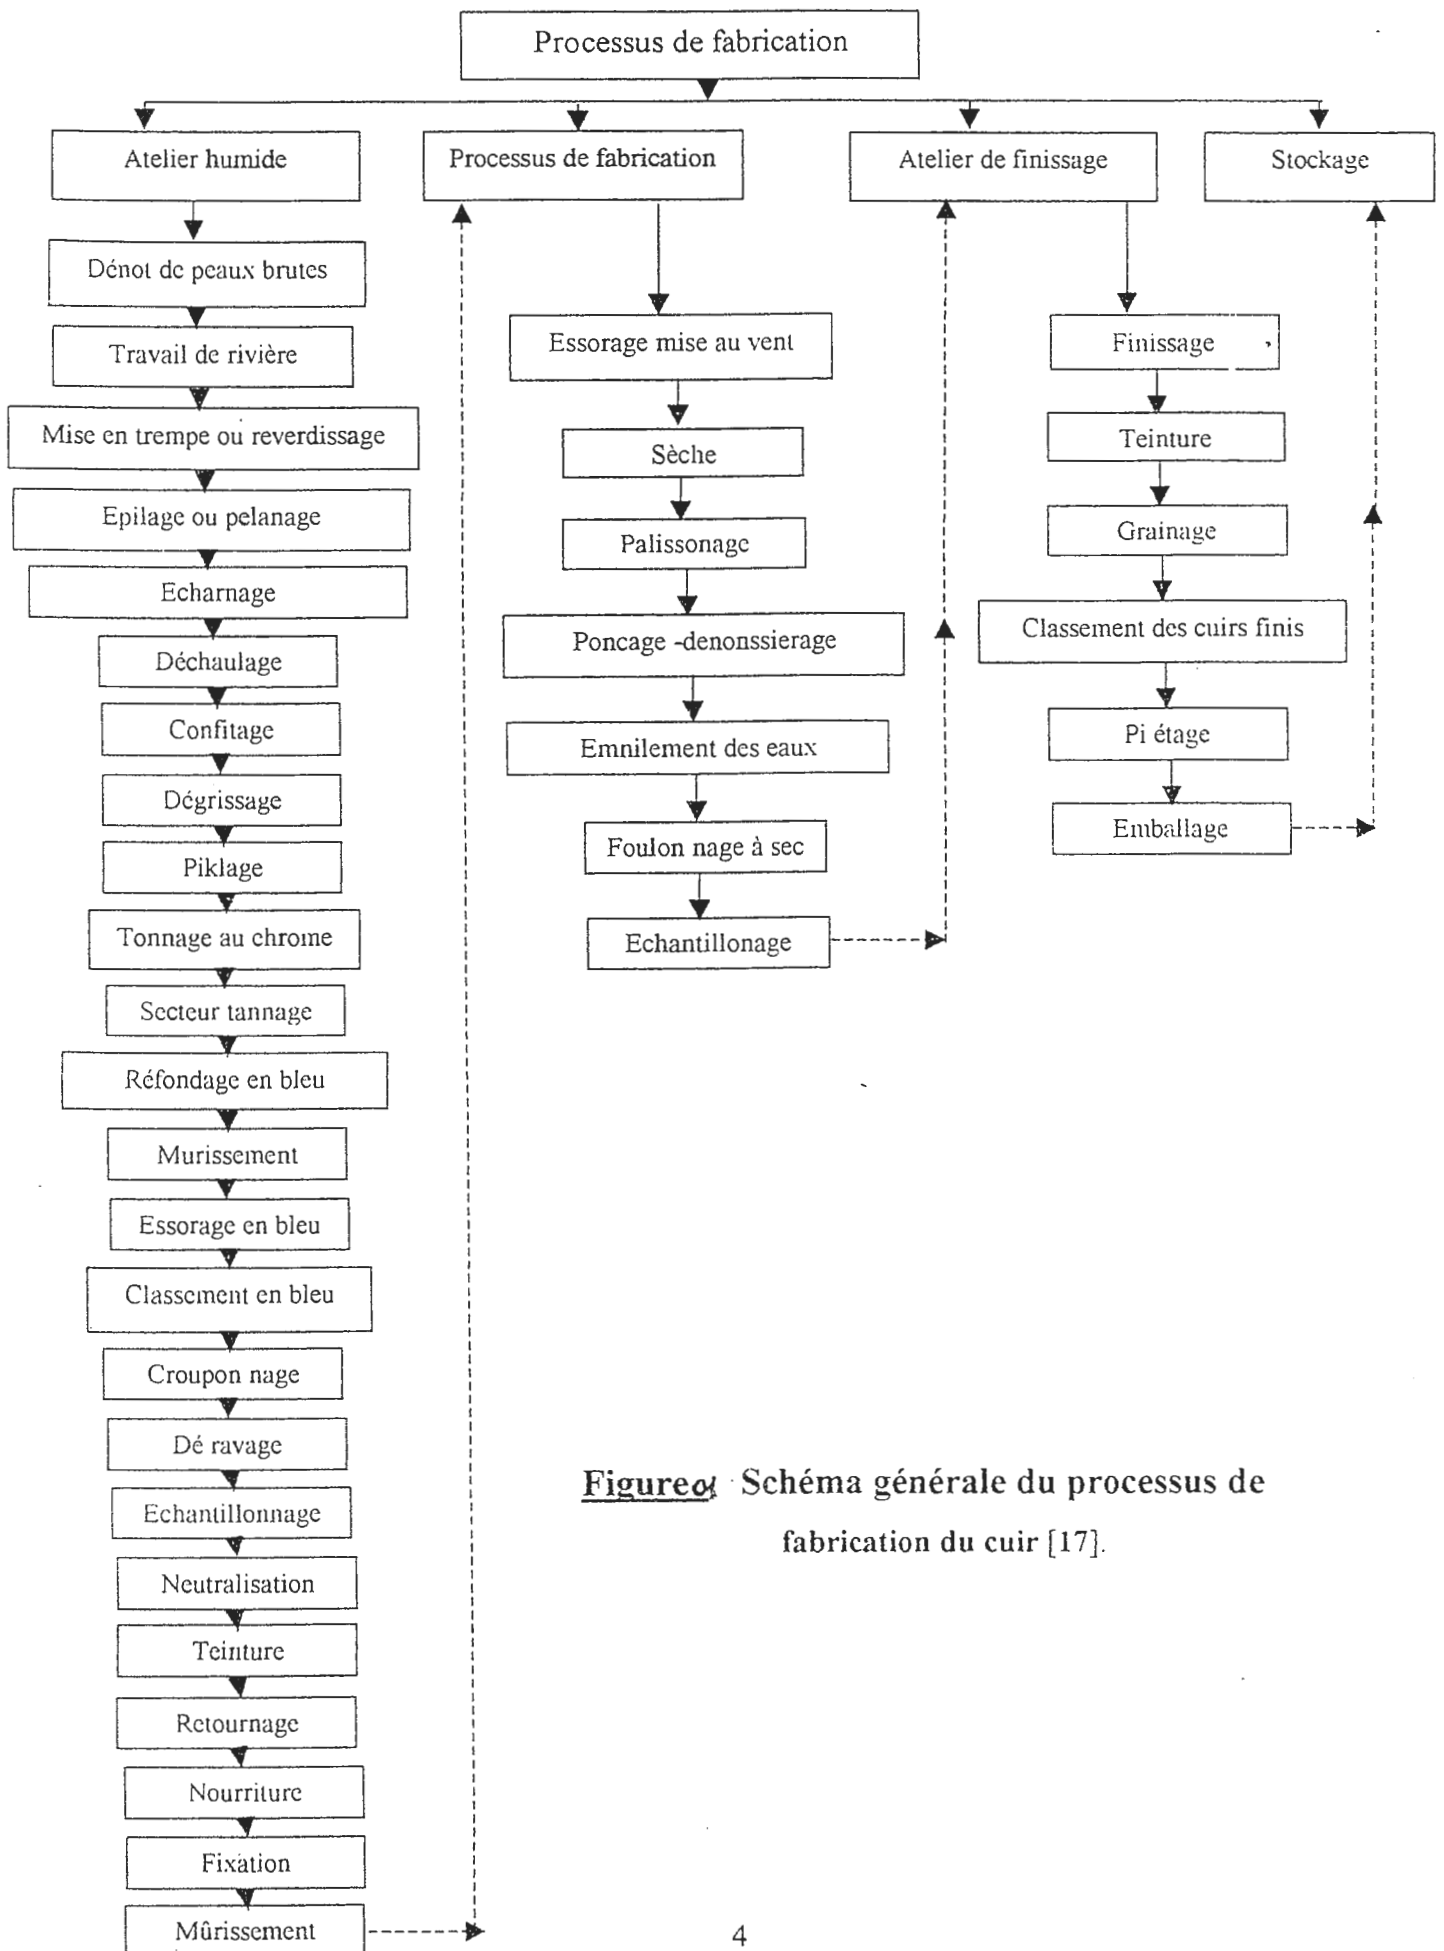 Processus de fabrication
Atelier humide
Processus de fabrication
Atelier de finissage
Stockage
Dénot de peaux brutes
Travail de rivière
Mise en trempe ou reverdissage
Epilage ou pelanage
Echarnage
Déchaulage
Confitage
Dégrissage
Piklage
Tonnage au chrome
Secteur tannage
Réfondage en bleu
Murissement
Essorage en bleu
Classement en bleu
Croupon nage
Dé ravage
Echantillonnage
Neutralisation
Teinture
Retournage
Nourriture
Fixation
Mûrissement
Essorage mise au vent
Sèche
Palissonage
Poncage -denonssierage
Emnilement des eaux
Foulon nage à sec
Echantillonage
Finissage
Teinture
Grainage
Classement des cuirs finis
Pi étage
Emballage
Figure Schéma générale du processus de
fabrication du cuir [17].
4